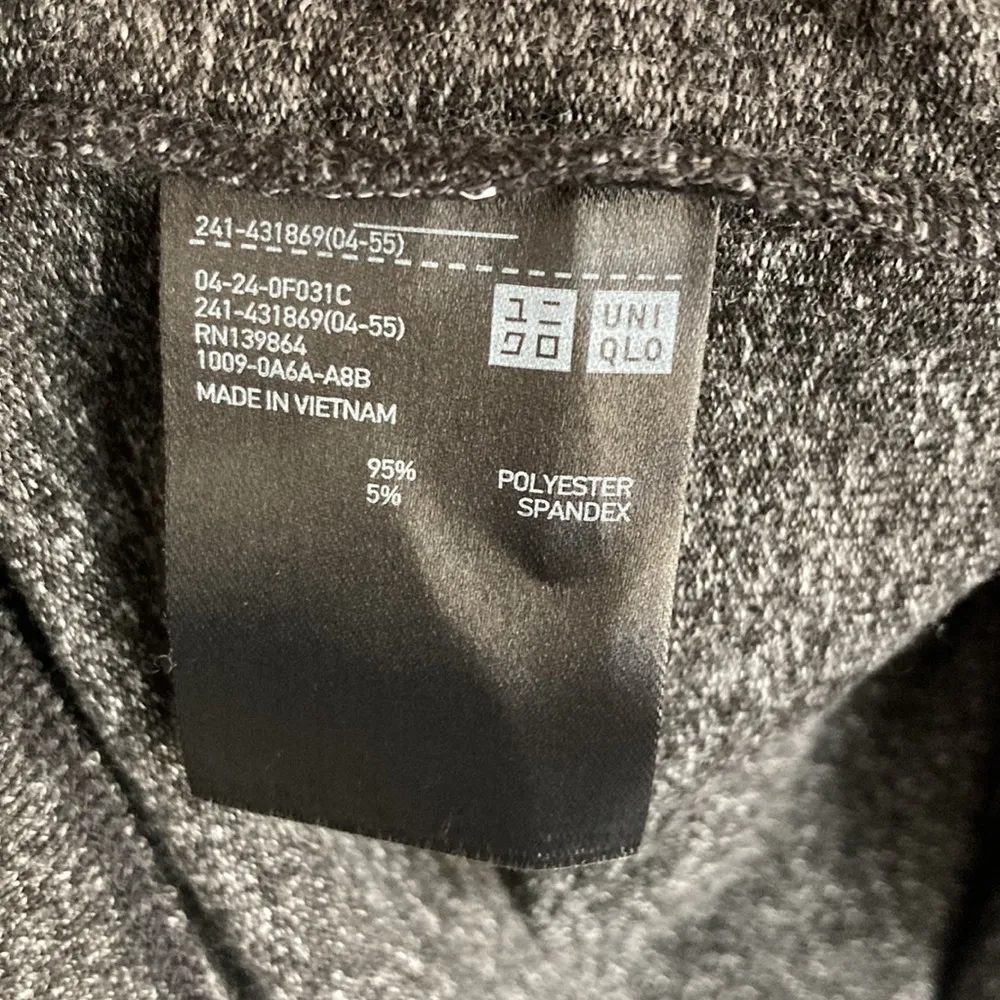 241-431869(04-55)
04-24-0F031C
241-431869(04-55)
RN139864
1009-0A6A-A8B
MADE IN VIETNAM
ユニ
クロ
UNI
QLO
95% POLYESTER
5% SPANDEX